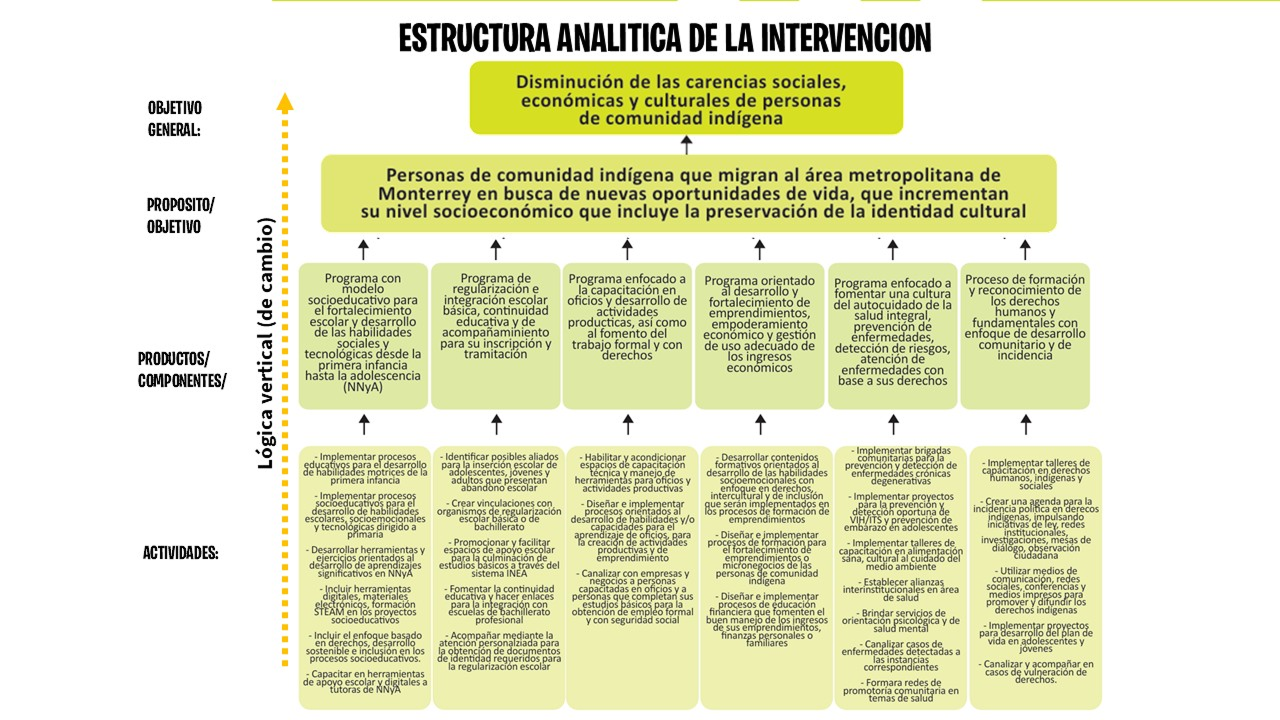 ESTRUCTURA ANALITICA DE LA INTERVENCION
OBJETIVO
GENERAL:
Disminución de las carencias sociales,
económicas y culturales de personas
de comunidad indígena
PROPOSITO/
OBJETIVO
Personas de comunidad indígena que migran al área metropolitana de
Monterrey en busca de nuevas oportunidades de vida, que incrementan
su nivel socioeconómico que incluye la preservación de la identidad cultural
Lógica vertical (de cambio)
PRODUCTOS/
COMPONENTES/
Programa con
modelo
socioeducativo para
el fortalecimiento
escolar y desarrollo
de las habilidades
sociales y
tecnológicas desde la
primera infancia
hasta la adolescencia
(NNyA)
Programa de
regularización e
integración escolar
básica, continuidad
educativa y de
acompañamiento
para su inscripción y
tramitación
Programa enfocado a
la capacitación en
oficios y desarrollo de
actividades
producticas, así como
al fomento del
trabajo formal y con
derechos
Programa orientado
al desarrollo y
fortalecimiento de
emprendimientos,
empoderamiento
económico y gestión
de uso adecuado de
los ingresos
económicos
Programa enfocado a
fomentar una cultura
del autocuidado de la
salud integral,
prevención de
enfermedades,
detección de riesgos,
atención de
enfermedades con
base a sus derechos
Proceso de formación
y reconocimiento de
los derechos
humanos y
fundamentales con
enfoque de desarrollo
comunitario y de
incidencia
ACTIVIDADES:
- Implementar procesos
educativos para el desarrollo
de habilidades motrices de la
primera infancia
- Implementar procesos
socioeducativos para el
desarrollo de habilidades
escolares, socioemocionales
y tecnológicas dirigido a
primaria
- Desarrollar herramientas y
ejercicios orientados al
desarrollo de aprendizajes
significativos en NNyA
- Incluir herramientas
digitales, materiales
electrónicos, formación
STEAM en los proyectos
socioeducativos
- Incluir el enfoque basado
en derechos, desarrollo
sostenible e inclusión en los
procesos socioeducativos.
- Capacitar en herramientas
de apoyo escolar y digitales a
tutoras de NNyA
- Identificar posibles aliados
para la inserción escolar de
adolescentes, jóvenes y
adultos que presentan
abandono escolar
- Crear vinculaciones con
organismos de regularización
escolar básica o de
bachillerato
- Promocionar y facilitar
espacios de apoyo escolar
para la culminación de
estudios básicos a través del
sistema INEA
- Fomentar la continuidad
educativa y hacer enlaces
para la integración con
escuelas de bachillerato
profesional
- Acompañar mediante la
atención personalziada para
la obtención de documentos
de identidad requeridos para
la regularización escolar
- Habilitar y acondicionar
espacios de capacitación
técnica y manejo de
herramientas para oficios y
actividades productivas
- Diseñar e implementar
procesos orientados al
desarrollo de habilidades y/o
capacidades para el
aprendizaje de oficios, para
la creación de actividades
productivas y de
emprendimiento
- Canalizar con empresas y
negocios a personas
capacitadas en oficios y a
personas que completan sus
estudios básicos para la
obtención de empleo formal
y con seguridad social
- Desarrollar contenidos
formativos orientados al
desarrollo de las habilidades
socioemocionales con
enfoque en derechos,
intercultural y de inclusión
que serán implementados en
los procesos de formación de
emprendimientos
- Diseñar e implementar
procesos de formación para
el fortalecimiento de
emprendimientos o
micronegocios de las
personas de comunidad
indígena
- Diseñar e implementar
procesos de educación
financiera que fomenten el
buen manejo de los ingresos
de sus emprendimientos,
finanzas personales o
familiares
- Implementar brigadas
comunitarias para la
prevención y detección de
enfermedades crónicas
degenerativas
- Implementar proyectos
para la prevención y
detección oportuna de
VIH/ITS y prevención de
embarazo en adolescentes
- Implementar talleres de
capacitación en alimentación
sana, cultural al cuidado del
medio ambiente
- Establecer alianzas
interinstitucionales en área
de salud
- Brindar servicios de
orientación psicológica y de
salud mental
- Canalizar casos de
enfermedades detectadas a
las instancias
correspondientes
- Formara redes de
promotoría comunitaria en
temas de salud
- Implementar talleres de
capacitación en derechos
humanos, indígenas y
sociales
- Crear una agenda para la
incidencia política en derechos
indígenas, impulsando
iniciativas de ley, redes
institucionales,
investigaciones, mesas de
diálogo, observación
ciudadana
- Utilizar medios de
comunicación, redes
sociales, conferencias y
medios impresos para
promover y difundir los
derechos indígenas
- Implementar proyectos
para desarrollo del plan de
vida en adolescentes y
jóvenes
- Canalizar y acompañar en
casos de vulneración de
derechos.